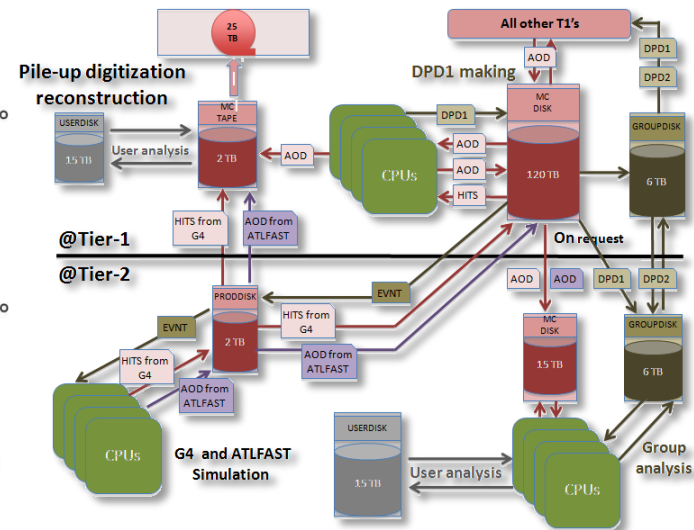 25
TB
All other T1's
AOD
DPD1
DPD2
Pile-up digitization
reconstruction
DPD1 making
MC
TAPE
2 TB
USERDISK
15 TB
User analysis
AOD
CPUs
DPD1
AOD
AOD
HITS
MC
DISK
120 TB
GROUPDISK
6 TB
HITS from
G4
AOD from
ATLFAST
@Tier-1
On request
@Tier-2
EVNT
AOD
AOD
DPD1
DPD2
PRODDISK
2 TB
EVNT
HITS from
G4
AOD from
ATLFAST
HITS from
G4
AOD from
ATLFAST
MC
DISK
15 TB
GROUPDISK
6 TB
CPUs
G4 and ATLFAST
Simulation
USERDISK
15 TB
User analysis
CPUs
Group
analysis